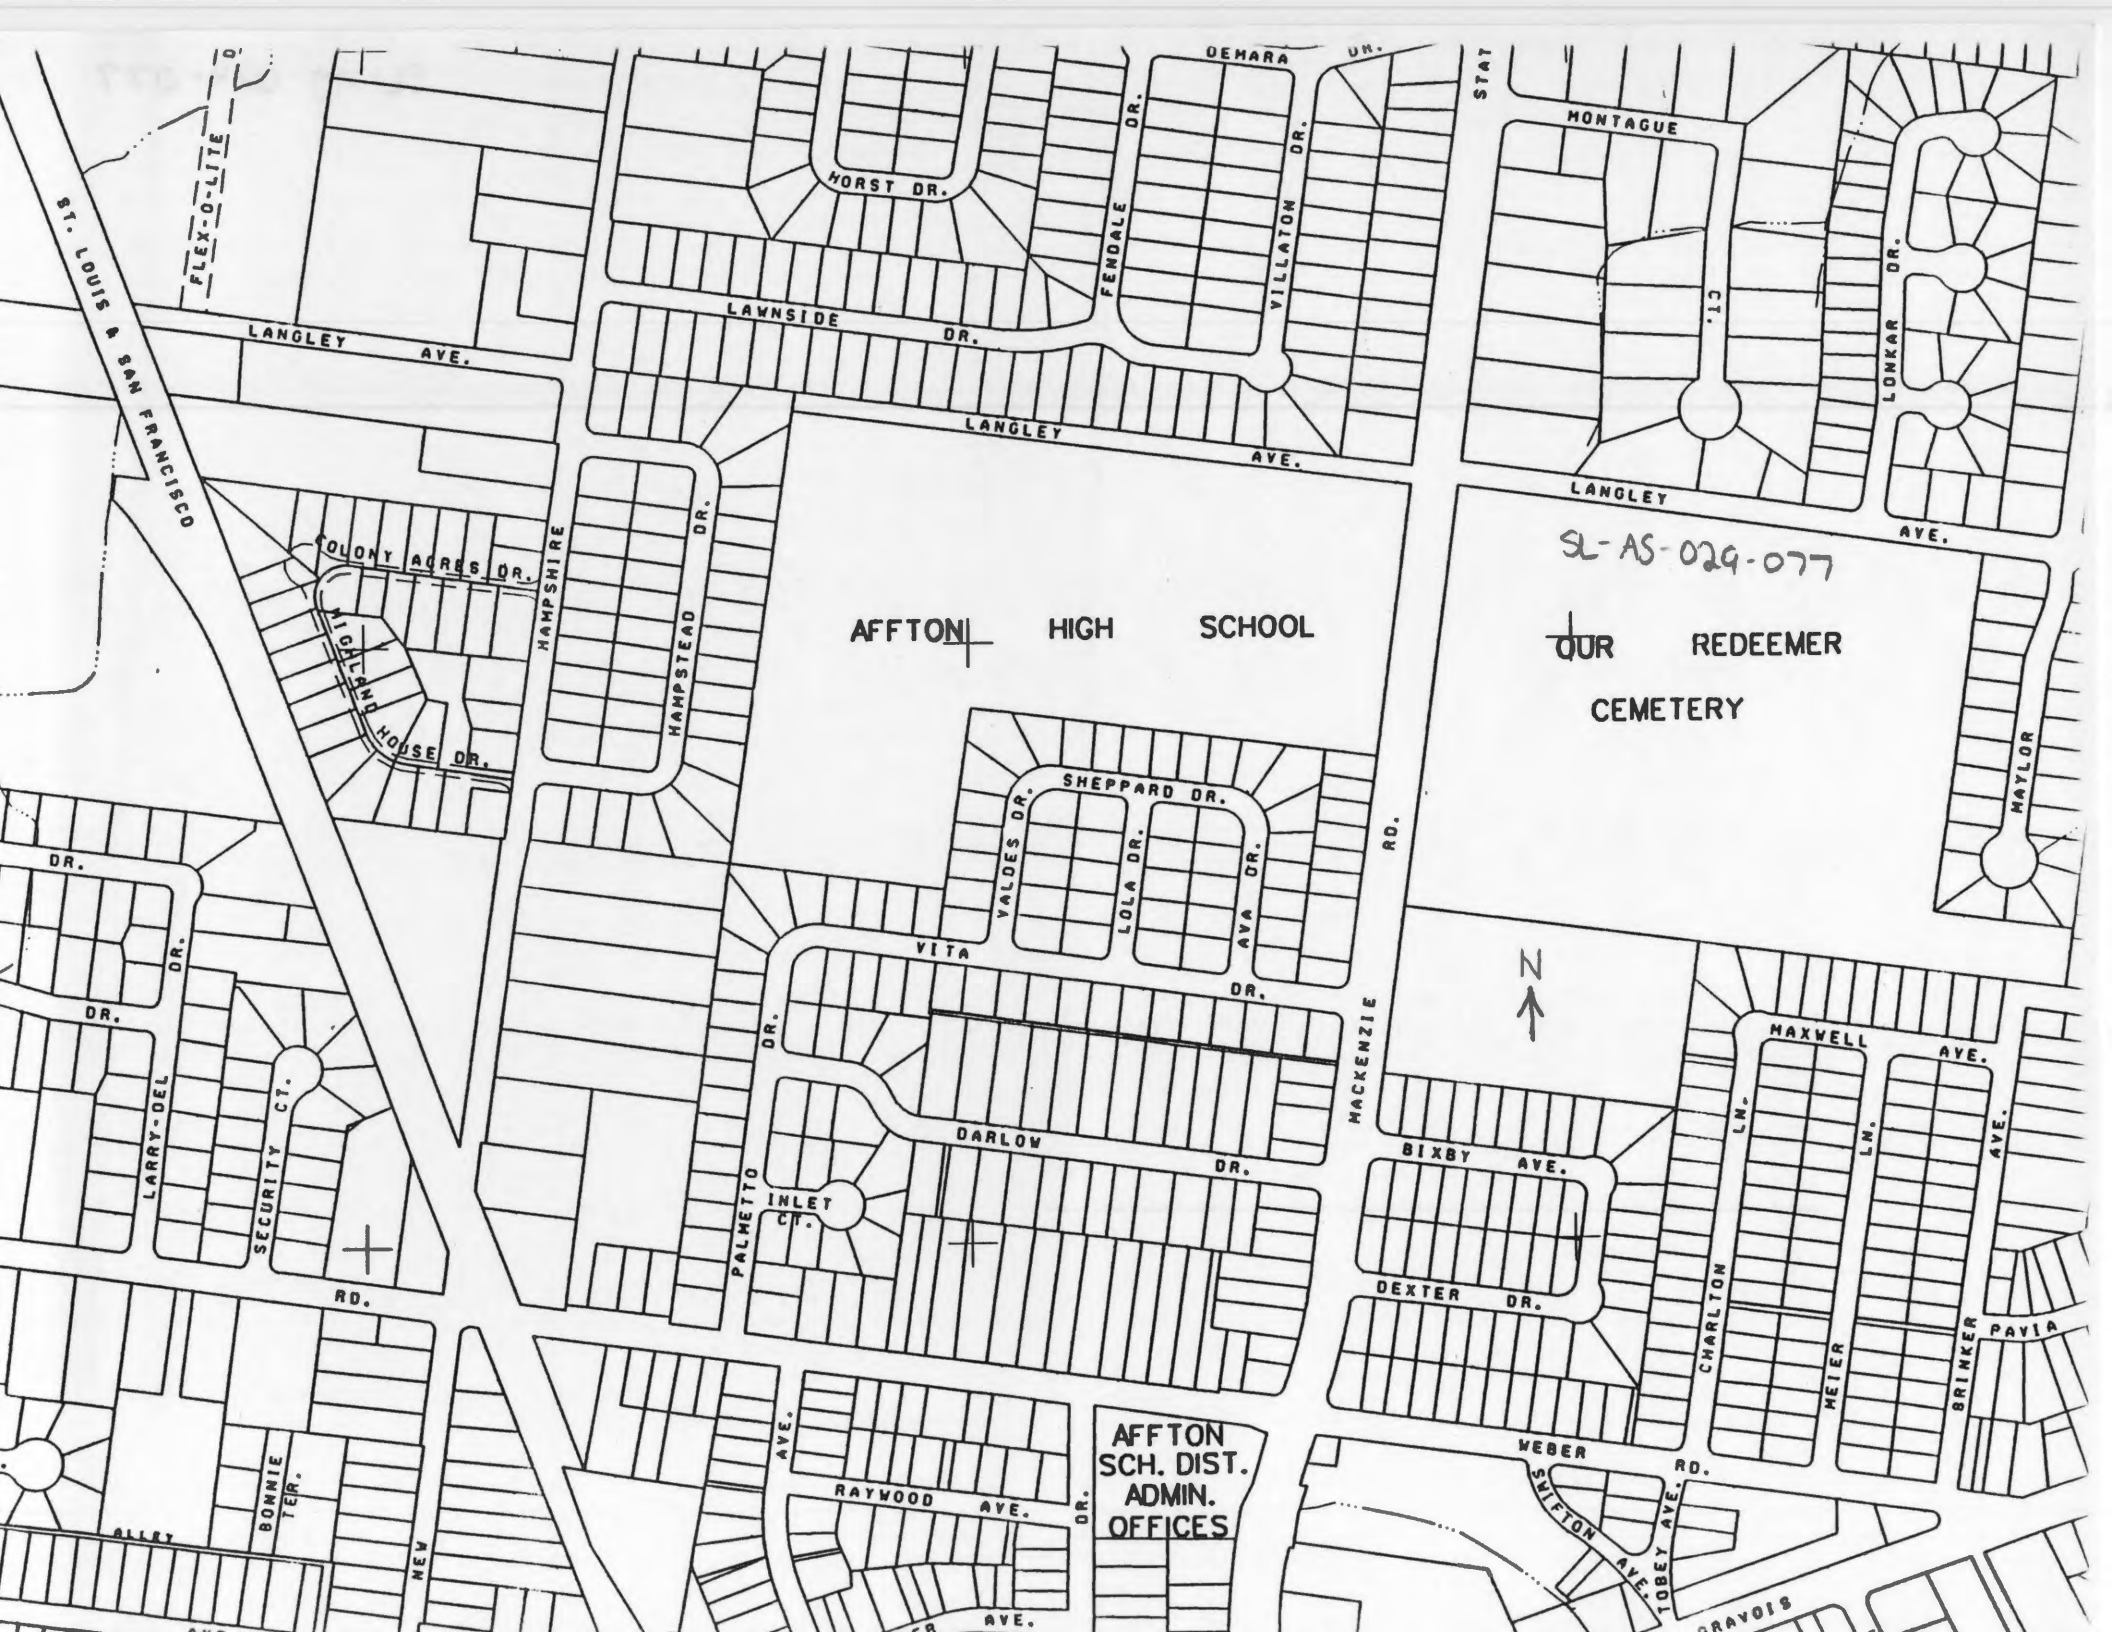 DEMARA DR.
STAT
FLEX-O-LITE D
MONTAGUE
CT.
HORST DR.
FENDALE DR.
VILLATON DR.
LONKAR DR.
ST. LOUIS & SAN FRANCISCO
LANGLEY AVE.
LAWNSIDE DR.
LANGLEY AVE.
LANGLEY AVE.
SL-AS-029-077
COLONY ACRES DR.
HAMPSHIRE
HAMPSTEAD DR.
HIGHLAND HOUSE DR.
AFFTON HIGH SCHOOL
OUR REDEEMER
CEMETERY
MAYLOR
SHEPPARD DR.
VALDES DR.
LOLA DR.
AVA DR.
RD.
DR.
DR.
DR.
VITA DR.
N
MACKENZIE
MAXWELL AVE.
LARRY-DEL
SECURITY CT.
PALMETTO DR.
DARLOW DR.
INLET
CT.
BIXBY AVE.
CHARLTON LN.
MEIER LN.
BRINKER AVE.
DEXTER DR.
PAVIA
RD.
AVE.
AFFTON
SCH. DIST.
ADMIN.
OFFICES
DR.
WEBER RD.
RAYWOOD AVE.
BONNIE
TER.
ALLEY
NEW
SWIFTON AVE.
TOBEY AVE.
GRAVOIS
ER AVE.